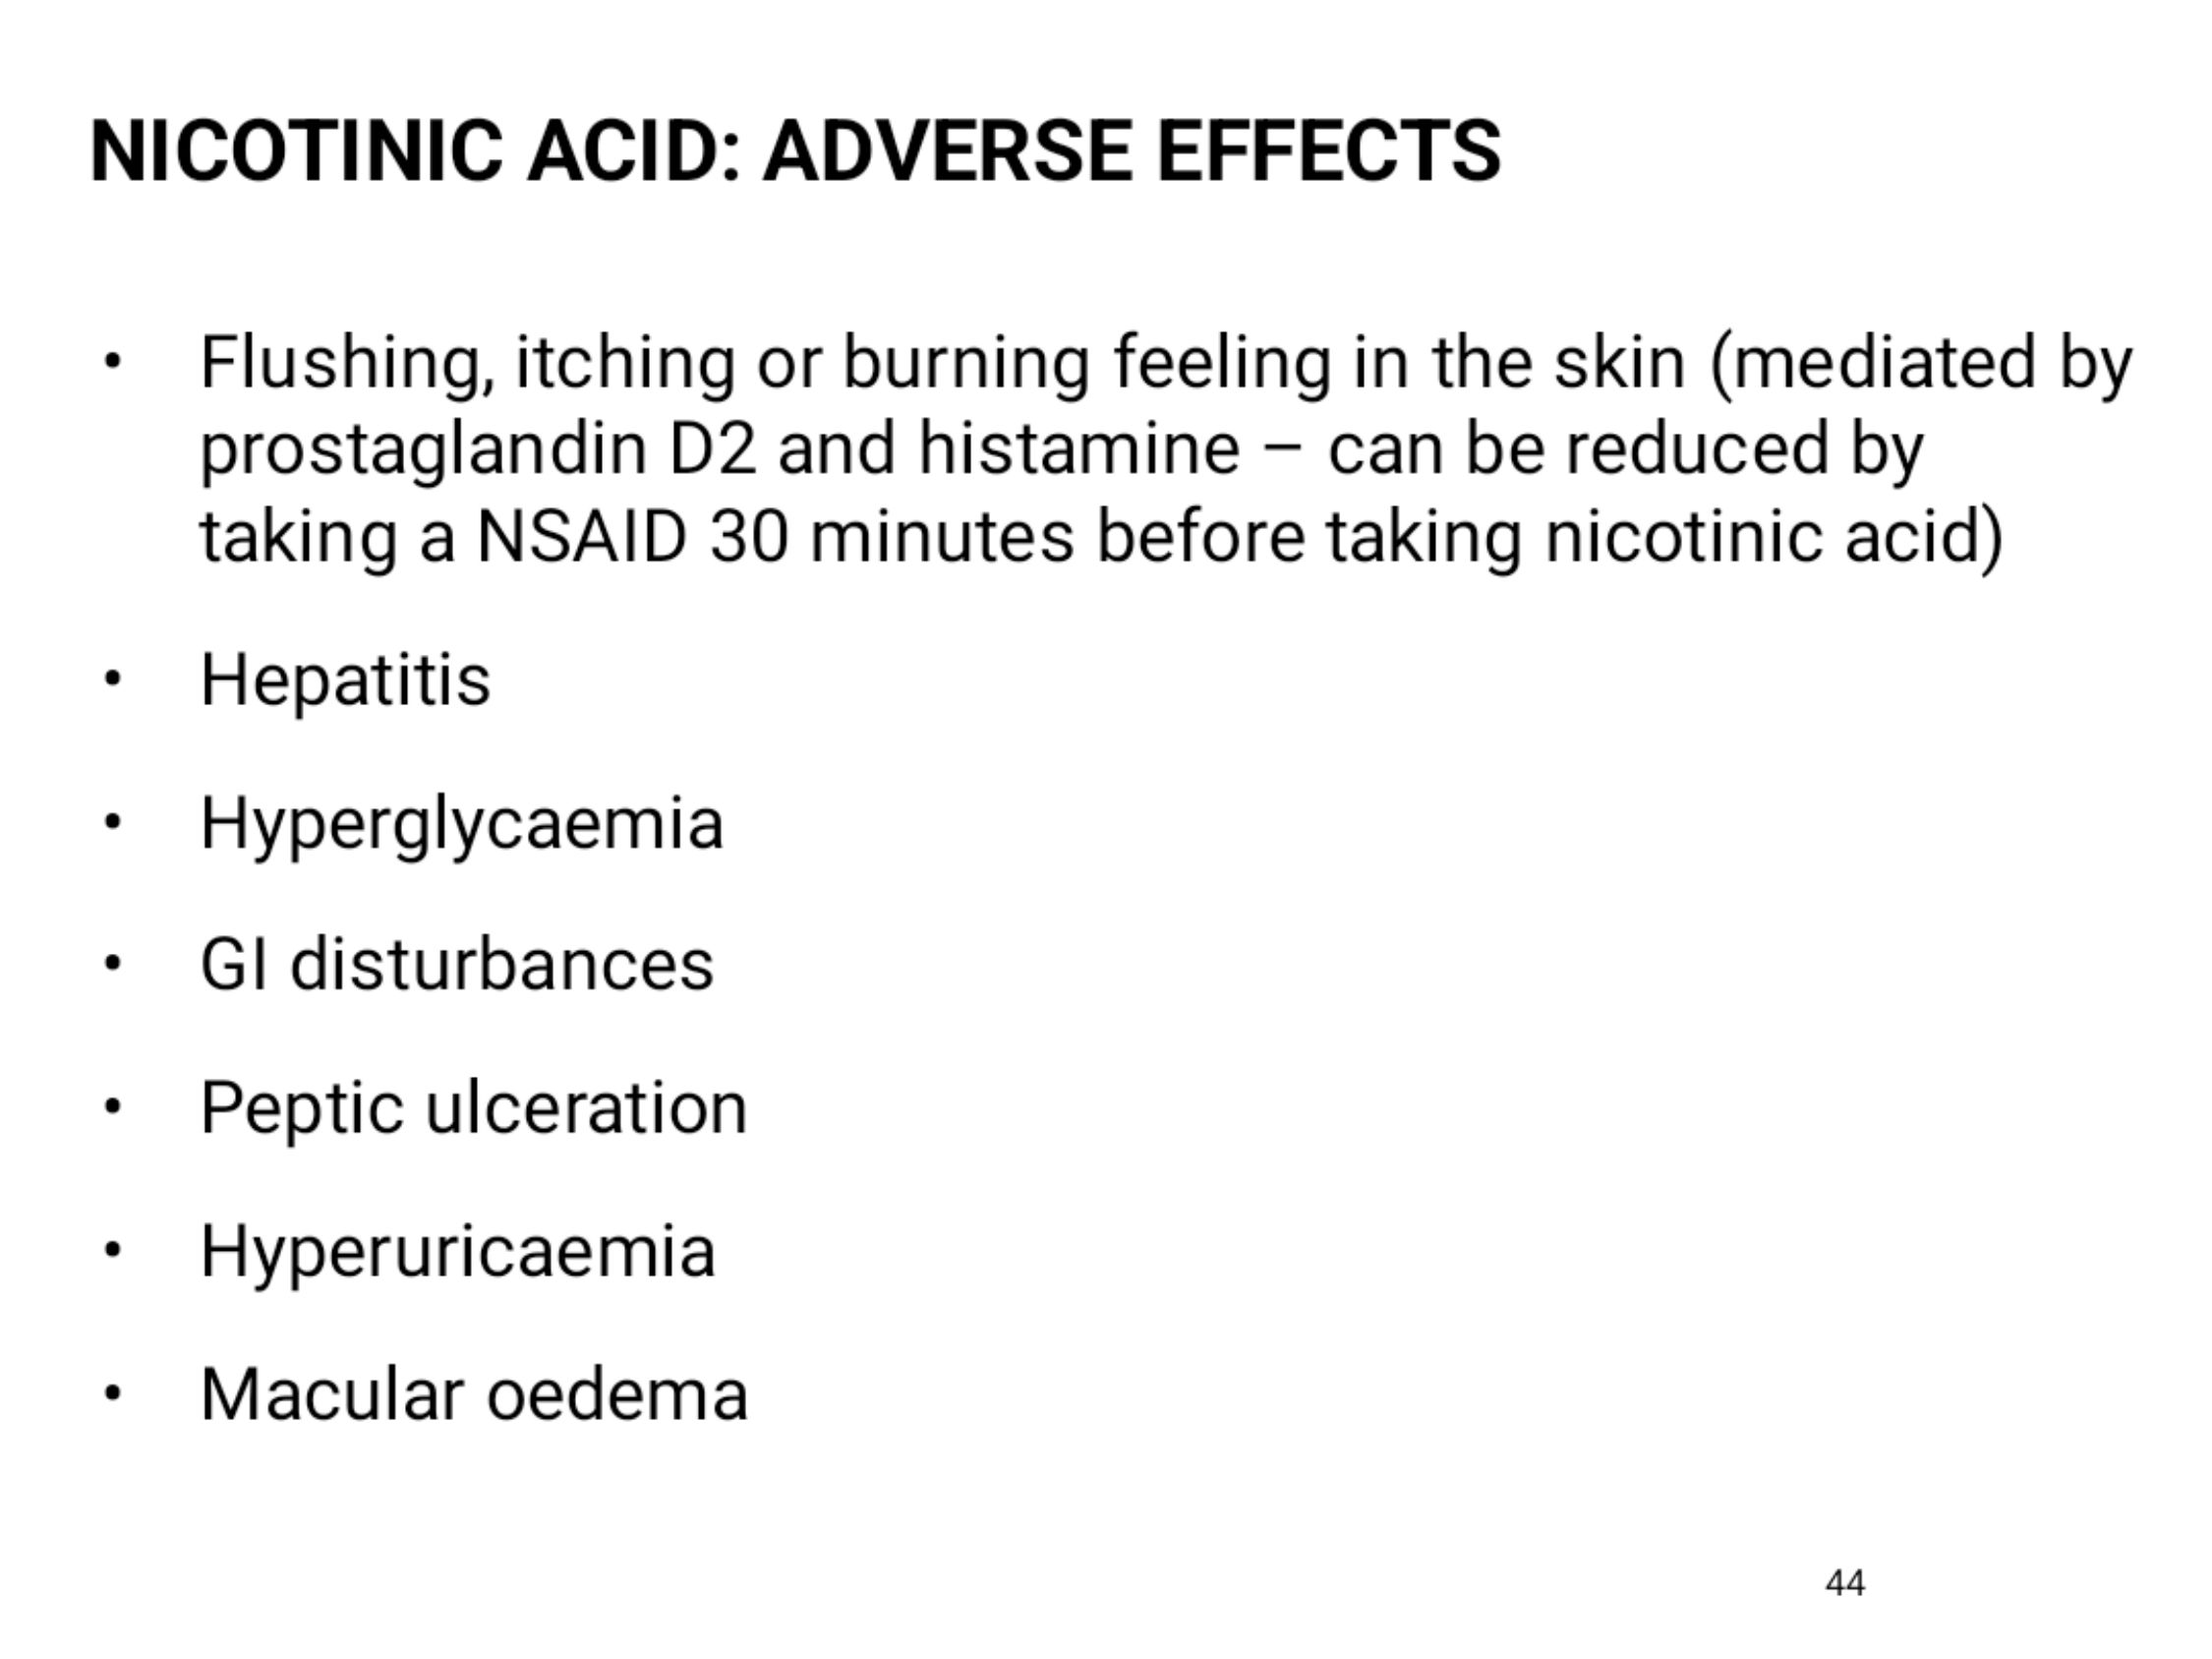 NICOTINIC ACID: ADVERSE EFFECTS
• Flushing, itching or burning feeling in the skin (mediated by
prostaglandin D2 and histamine – can be reduced by
taking a NSAID 30 minutes before taking nicotinic acid)
• Hepatitis
• Hyperglycaemia
• GI disturbances
• Peptic ulceration
• Hyperuricaemia
• Macular oedema
44